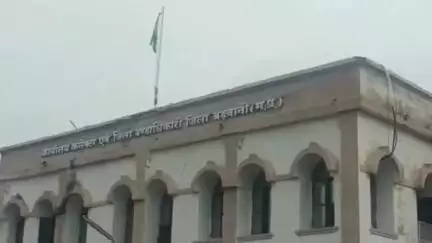 कार्यालय कलेक्टर एवं जिला दण्डाधिकारी जिला बड़वानी (म.प्र.)